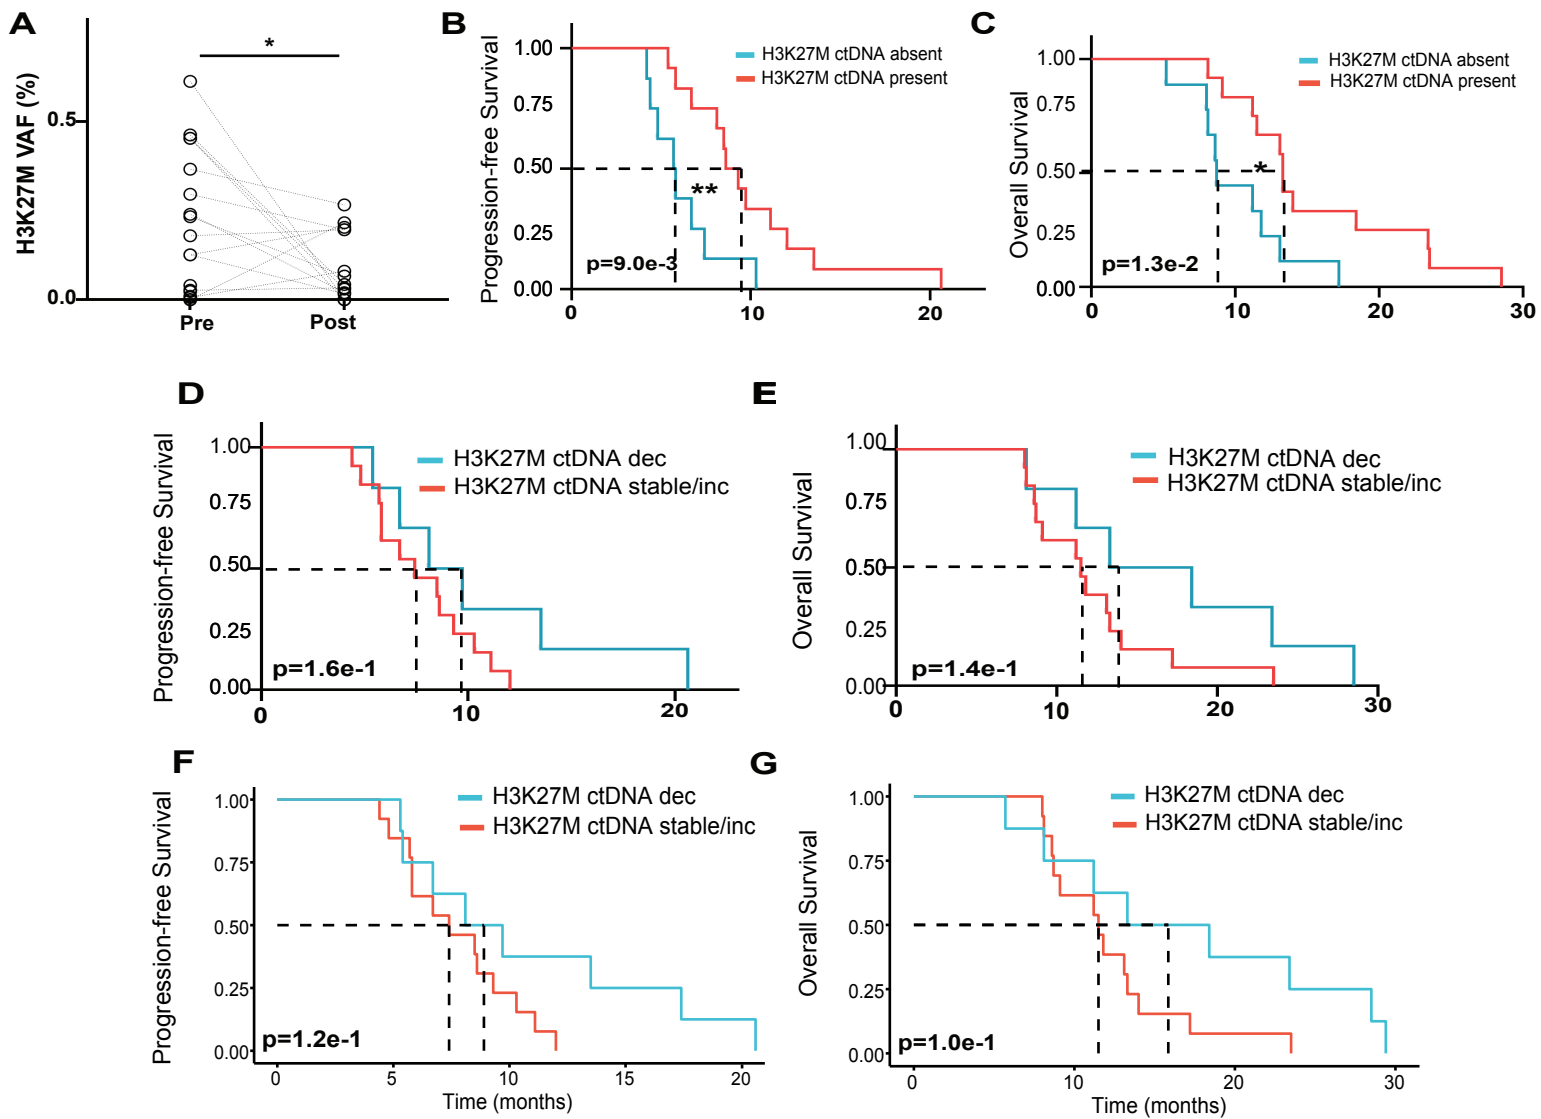 A
H3K27M VAF (%)
0.5
0.0
*
Pre
Post
B
Progression-free Survival
1.00
0.75
0.50
0.25
0.00
H3K27M ctDNA absent
H3K27M ctDNA present
**
p=9.0e-3
0
10
20
C
Overall Survival
1.00
0.75
0.50
0.25
0.00
H3K27M ctDNA absent
H3K27M ctDNA present
*
p=1.3e-2
0
10
20
30
D
Progression-free Survival
1.00
0.75
0.50
0.25
0.00
H3K27M ctDNA dec
H3K27M ctDNA stable/inc
p=1.6e-1
0
10
20
E
Overall Survival
1.00
0.75
0.50
0.25
0.00
H3K27M ctDNA dec
H3K27M ctDNA stable/inc
p=1.4e-1
0
10
20
30
F
Progression-free Survival
1.00
0.75
0.50
0.25
0.00
H3K27M ctDNA dec
H3K27M ctDNA stable/inc
p=1.2e-1
0
5
10
15
20
Time (months)
G
Overall Survival
1.00
0.75
0.50
0.25
0.00
H3K27M ctDNA dec
H3K27M ctDNA stable/inc
p=1.0e-1
0
10
20
30
Time (months)